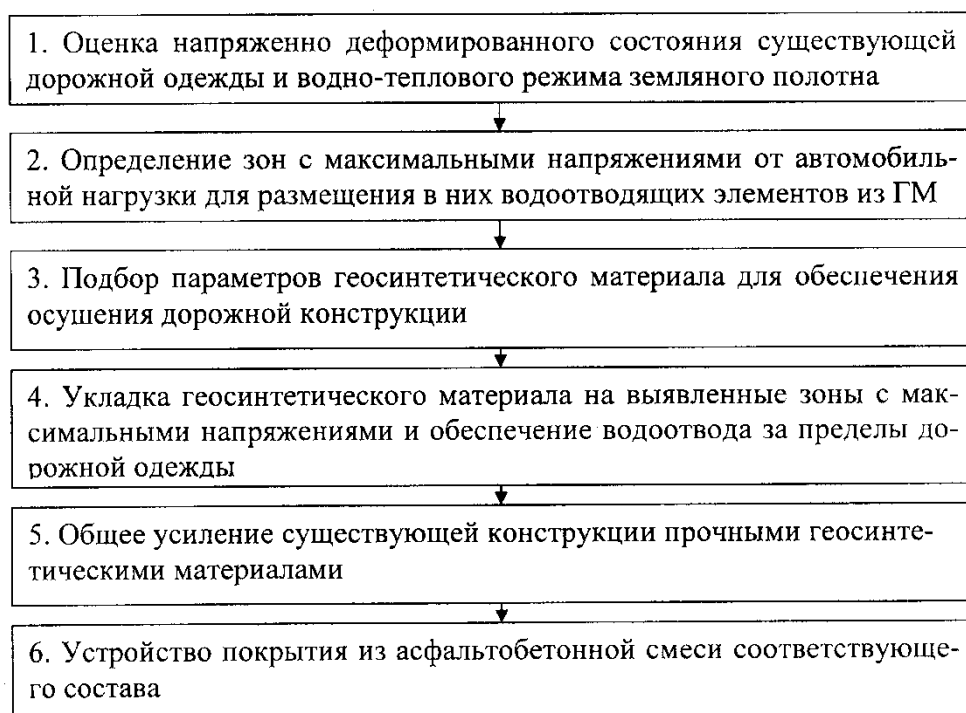 1. Оценка напряженно деформированного состояния существующей
дорожной одежды и водно-теплового режима земляного полотна
2. Определение зон с максимальными напряжениями от автомобиль-
ной нагрузки для размещения в них водоотводящих элементов из ГМ
3. Подбор параметров геосинтетического материала для обеспечения
осушения дорожной конструкции
4. Укладка геосинтетического материала на выявленные зоны с мак-
симальными напряжениями и обеспечение водоотвода за пределы до-
рожной одежды
5. Общее усиление существующей конструкции прочными геосинте-
тическими материалами
6. Устройство покрытия из асфальтобетонной смеси соответствующе-
го состава